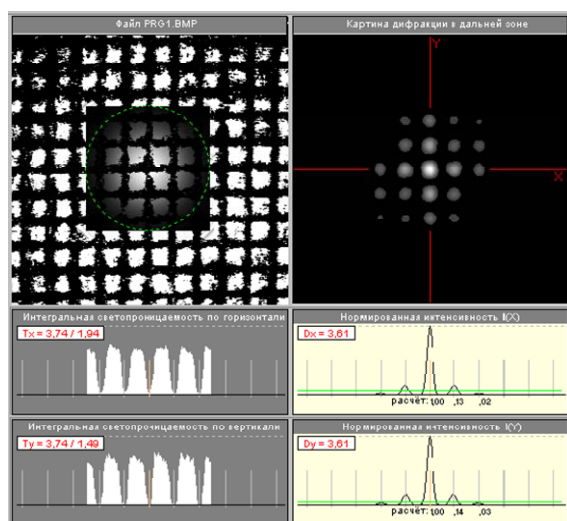 Файл PRG1.BMP
Картина дифракции в дальней зоне
Y
X
Интегральная светопроницаемость по горизонтали
Tx = 3,74 / 1,94
Нормированная интенсивность I(X)
Dx = 3,61
расчёт: 1,00 ,13 ,02
Интегральная светопроницаемость по вертикали
Ty = 3,74 / 1,49
Нормированная интенсивность I(Y)
Dy = 3,61
расчёт: 1,00 ,14 ,03